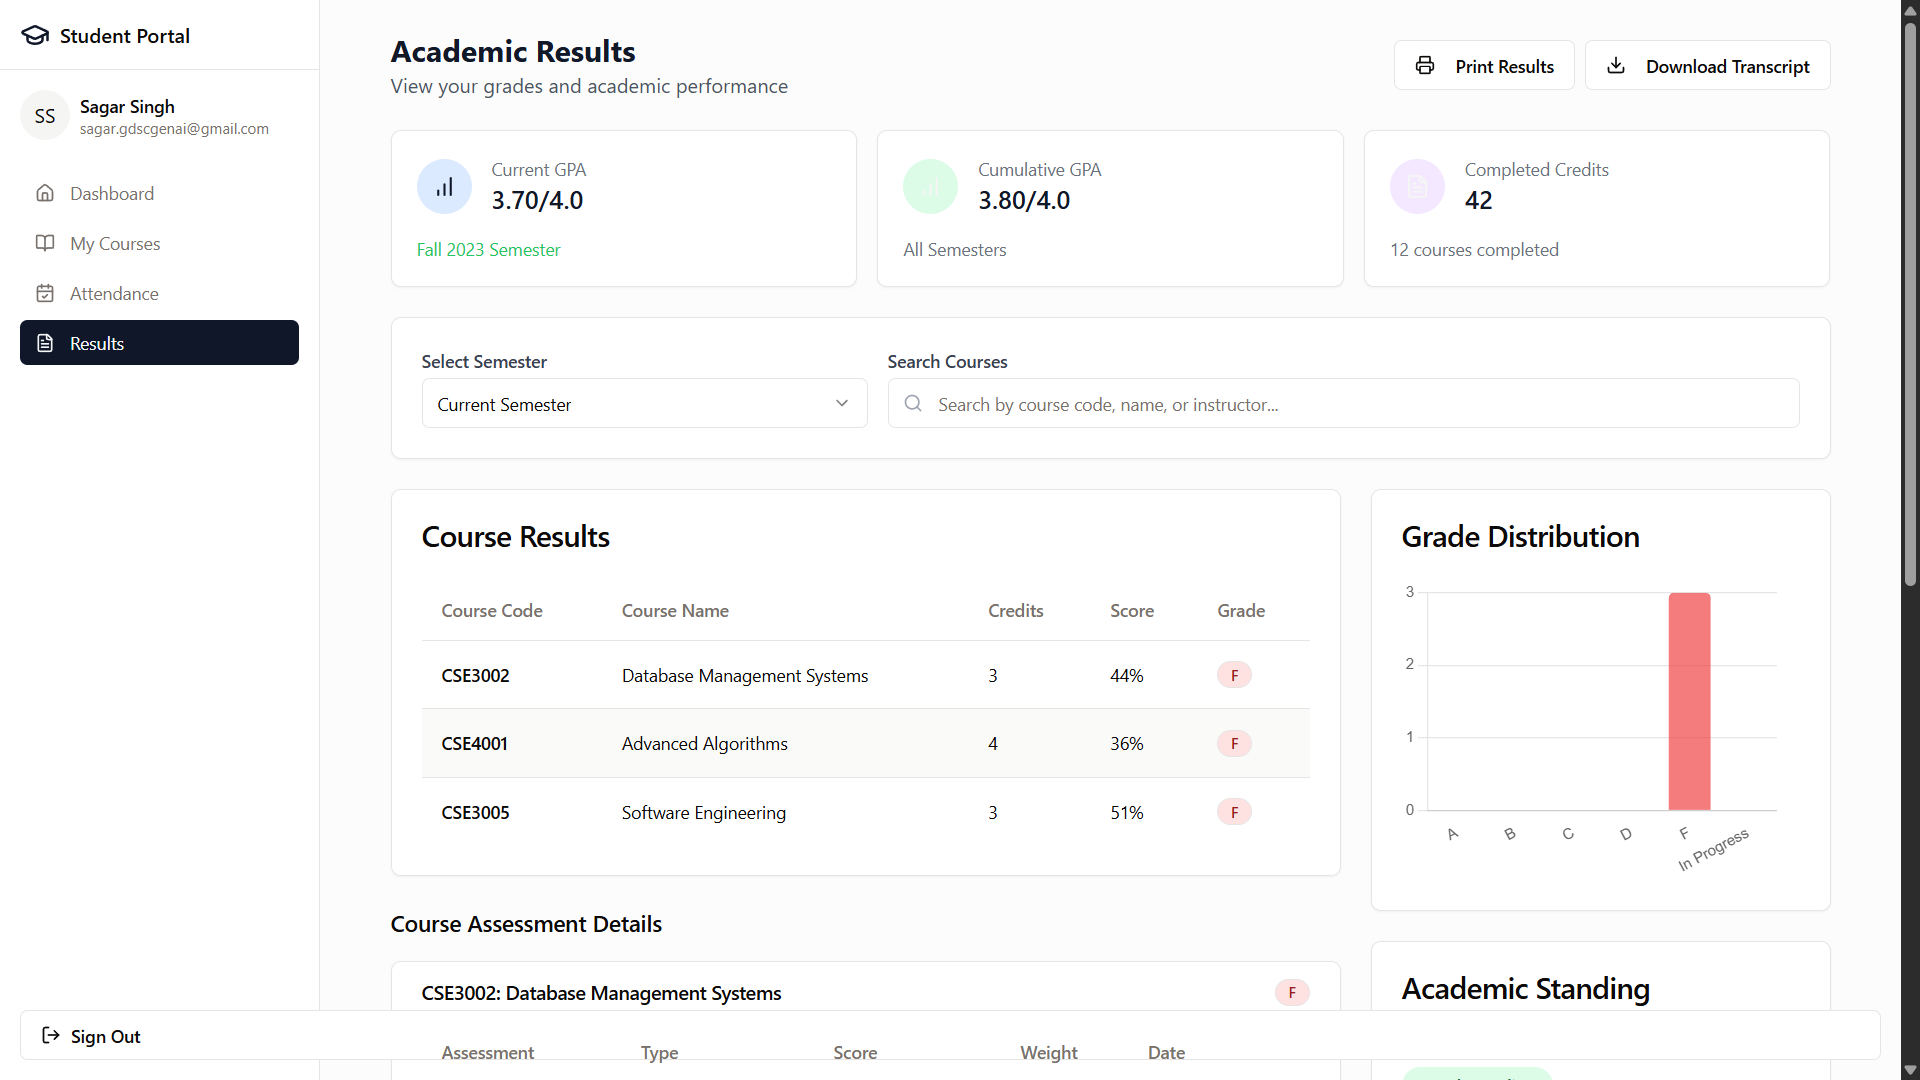 Student Portal
SS
Sagar Singh
sagar.gdscgenai@gmail.com
Dashboard
My Courses
Attendance
Results
Sign Out
Academic Results
View your grades and academic performance
Print Results
Download Transcript
Current GPA
3.70/4.0
Fall 2023 Semester
Cumulative GPA
3.80/4.0
All Semesters
Completed Credits
42
12 courses completed
Select Semester
Current Semester
Search Courses
Search by course code, name, or instructor...
Course Results
Course Code Course Name Credits Score Grade
CSE3002 Database Management Systems 3 44% F
CSE4001 Advanced Algorithms 4 36% F
CSE3005 Software Engineering 3 51% F
Grade Distribution
3
2
1
0
A B C D F In Progress
Course Assessment Details
CSE3002: Database Management Systems F
Assessment Type Score Weight Date
Academic Standing